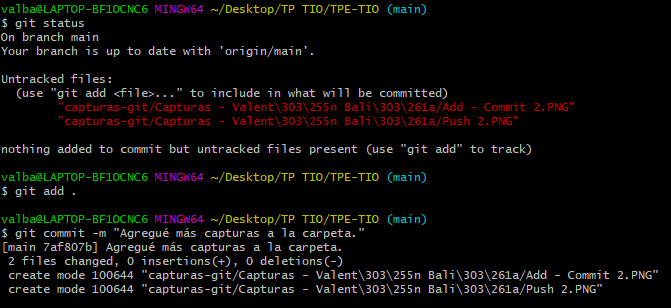 valba@LAPTOP-BF1OCNC6 MINGW64 ~/Desktop/TP TIO/TPE-TIO (main)
$ git status
On branch main
Your branch is up to date with 'origin/main'.
Untracked files:
(use "git add <file>..." to include in what will be committed)
"capturas-git/Capturas - Valent\303\255n Bali\303\261a/Add - Commit 2.PNG"
"capturas-git/Capturas - Valent\303\255n Bali\303\261a/Push 2.PNG"
nothing added to commit but untracked files present (use "git add" to track)
valba@LAPTOP-BF1OCNC6 MINGW64 ~/Desktop/TP TIO/TPE-TIO (main)
$ git add .
valba@LAPTOP-BF1OCNC6 MINGW64 ~/Desktop/TP TIO/TPE-TIO (main)
$ git commit -m "Agregué más capturas a la carpeta."
[main 7af807b] Agregué más capturas a la carpeta.
2 files changed, 0 insertions(+), 0 deletions(-)
create mode 100644 "capturas-git/Capturas - Valent\303\255n Bali\303\261a/Add - Commit 2.PNG"
create mode 100644 "capturas-git/Capturas - Valent\303\255n Bali\303\261a/Push 2.PNG"